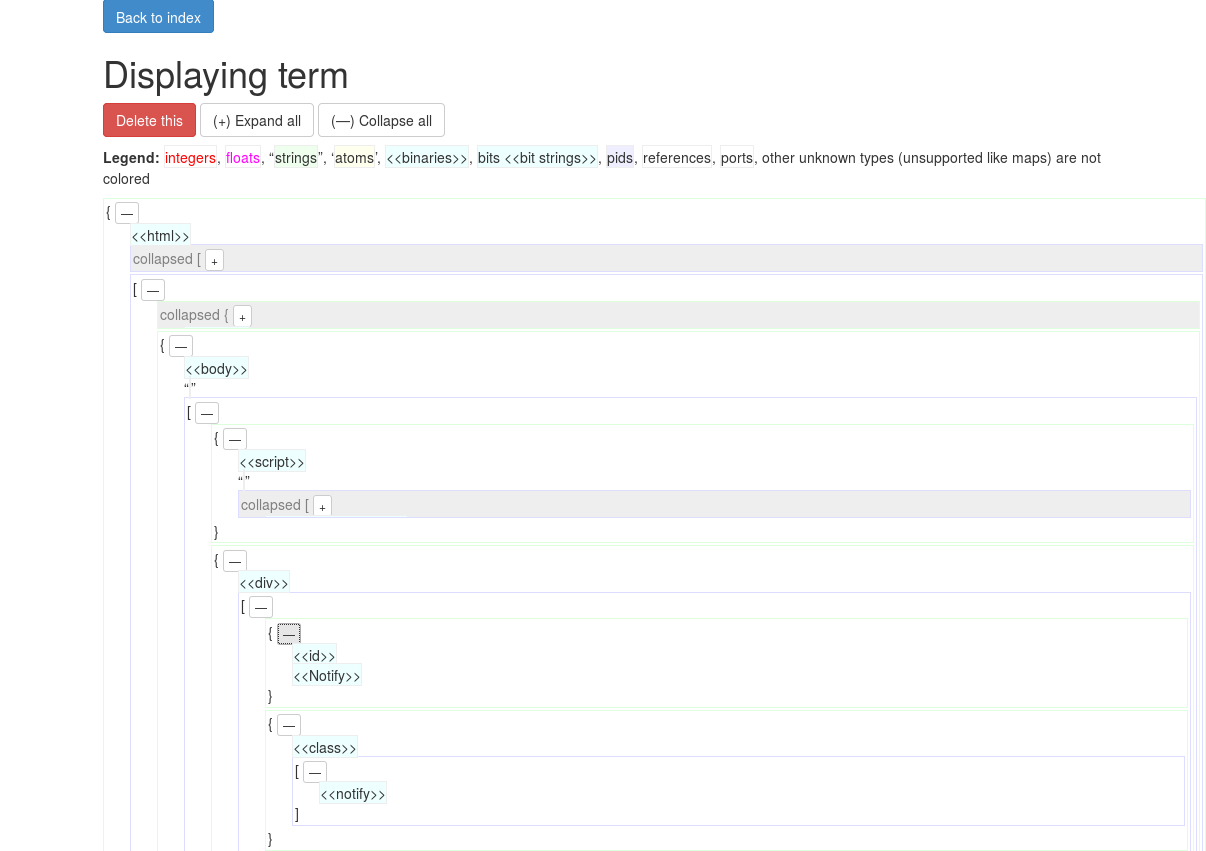 Back to index
Displaying term
Delete this (+) Expand all (—) Collapse all
Legend: integers, floats, “strings”, ‘atoms’, <<binaries>>, bits <<bit strings>>, pids, references, ports, other unknown types (unsupported like maps) are not
colored
{ —
<<html>>
collapsed [ +
[ —
collapsed { +
{ —
<<body>>
“”
[ —
{ —
<<script>>
“”
collapsed [ +
}
{ —
<<div>>
[ —
{ —
<<id>>
<<Notify>>
}
{ —
<<class>>
[ —
<<notify>>
]
}